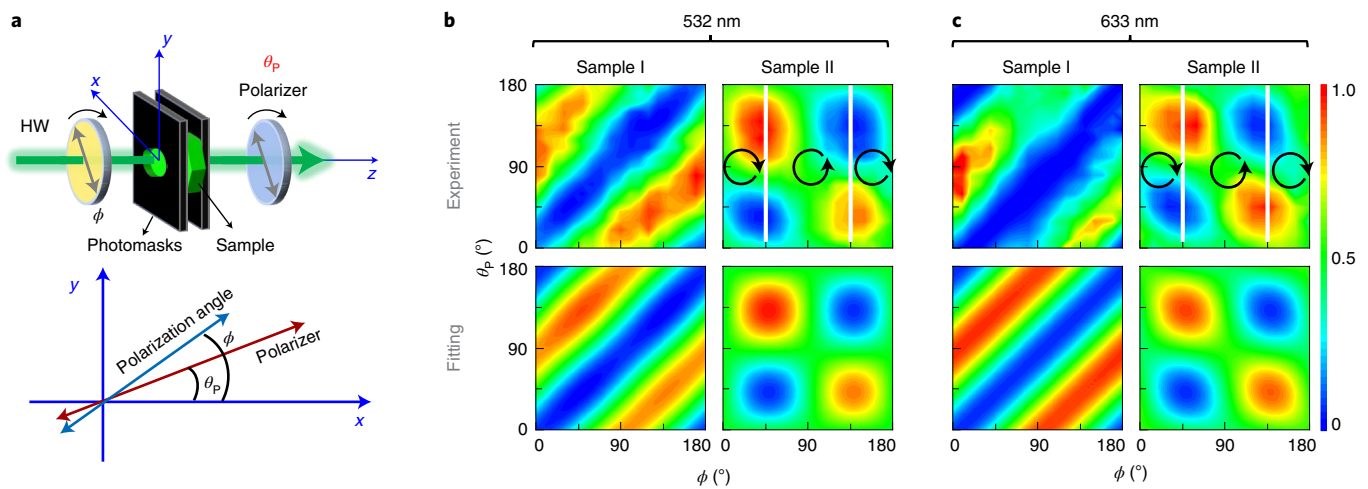 a
y
x
θP
HW
Polarizer
z
ϕ
Photomasks
Sample
y
Polarization angle
ϕ
Polarizer
θP
x
b
532 nm
Sample I
Sample II
180
90
0
Experiment
θP (°)
180
90
0
Fitting
0
90
180
0
90
180
ϕ (°)
c
633 nm
Sample I
Sample II
0
90
180
0
90
180
ϕ (°)
1.0
0.5
0